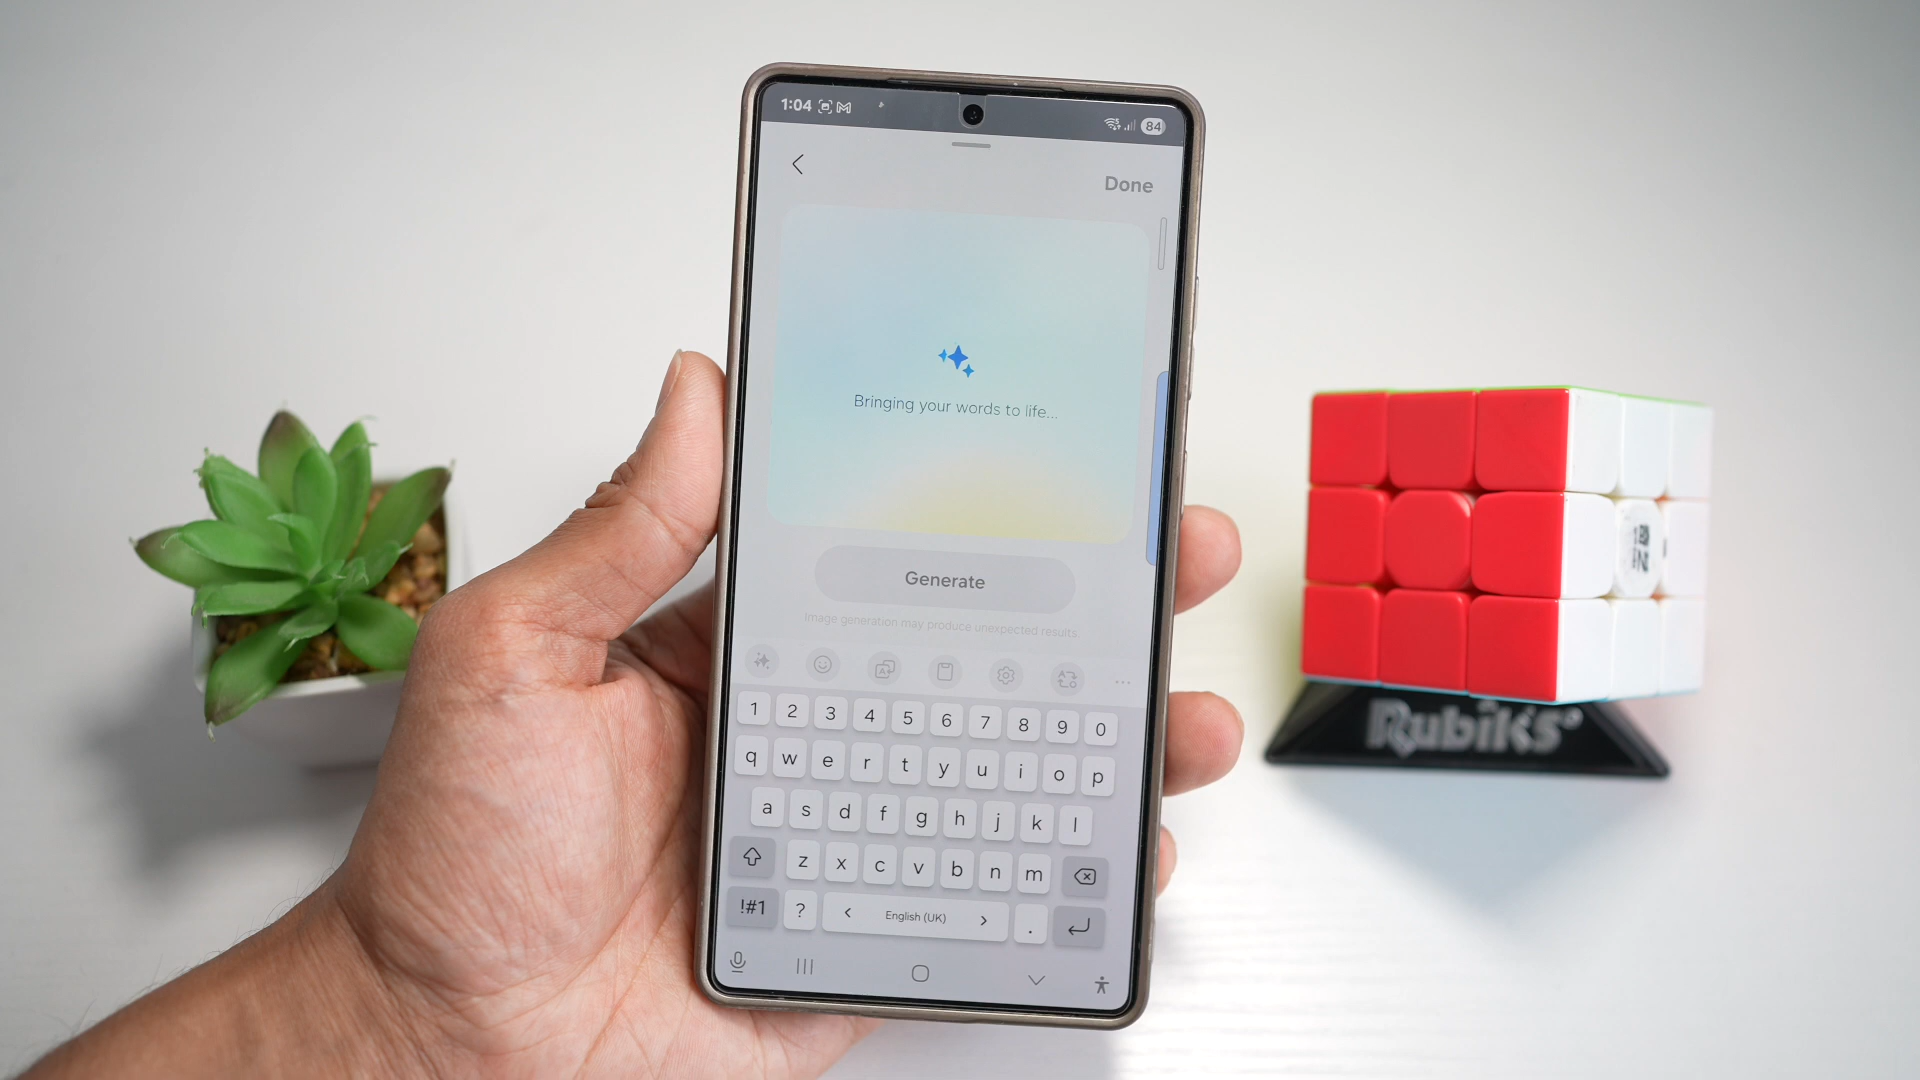 1:04
84
Done
Bringing your words to life...
Generate
Image generation may produce unexpected results.
1 2 3 4 5 6 7 8 9 0
q w e r t y u i o p
a s d f g h j k l
z x c v b n m
!#1 ? < English (UK) > .
Rubik's